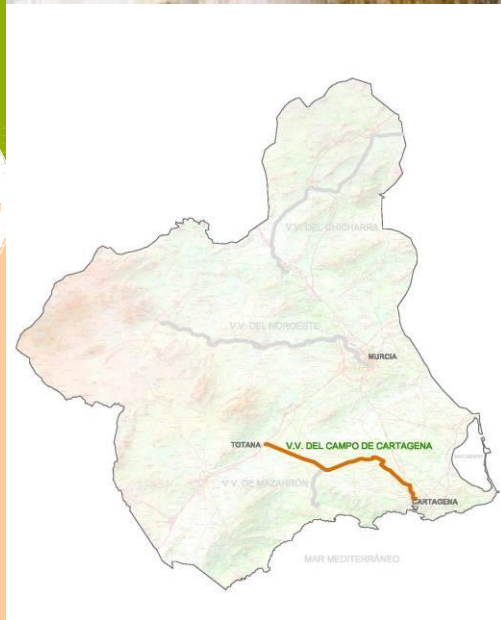 V.V. DEL CHICHARRA
V.V. DEL NOROESTE
MURCIA
TOTANA
V.V. DEL CAMPO DE CARTAGENA
V.V. DE MAZARRÓN
CARTAGENA
MAR MEDITERRÁNEO